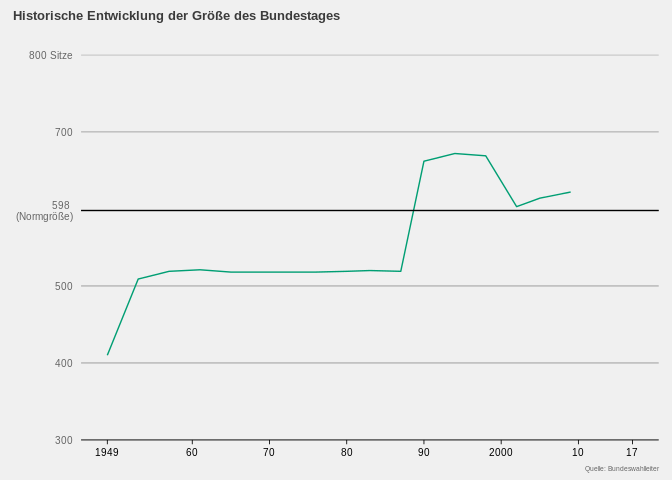 Historische Entwicklung der Größe des Bundestages
800 Sitze
700
598
(Normgröße)
500
400
300
1949 60 70 80 90 2000 10 17
Quelle: Bundeswahlleiter